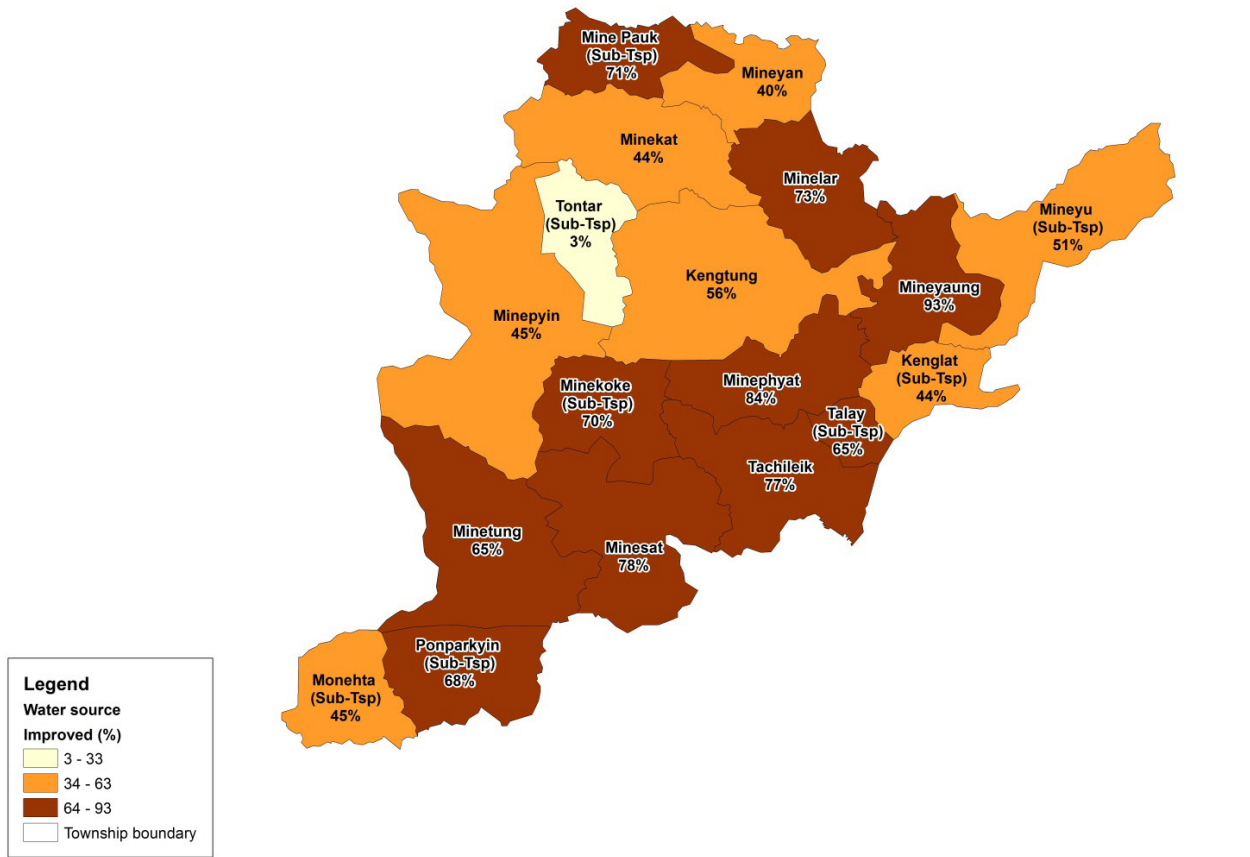 Mine Pauk
(Sub-Tsp)
71%
Mineyan
40%
Minekat
44%
Minelar
73%
Tontar
(Sub-Tsp)
3%
Mineyu
(Sub-Tsp)
51%
Kengtung
56%
Mineyaung
93%
Minepyin
45%
Kenglat
(Sub-Tsp)
44%
Minekoke
(Sub-Tsp)
70%
Minephyat
84%
Talay
(Sub-Tsp)
65%
Tachileik
77%
Minetung
65%
Minesat
78%
Ponparkyin
(Sub-Tsp)
68%
Monehta
(Sub-Tsp)
45%
Legend
Water source
Improved (%)
3 - 33
34 - 63
64 - 93
Township boundary